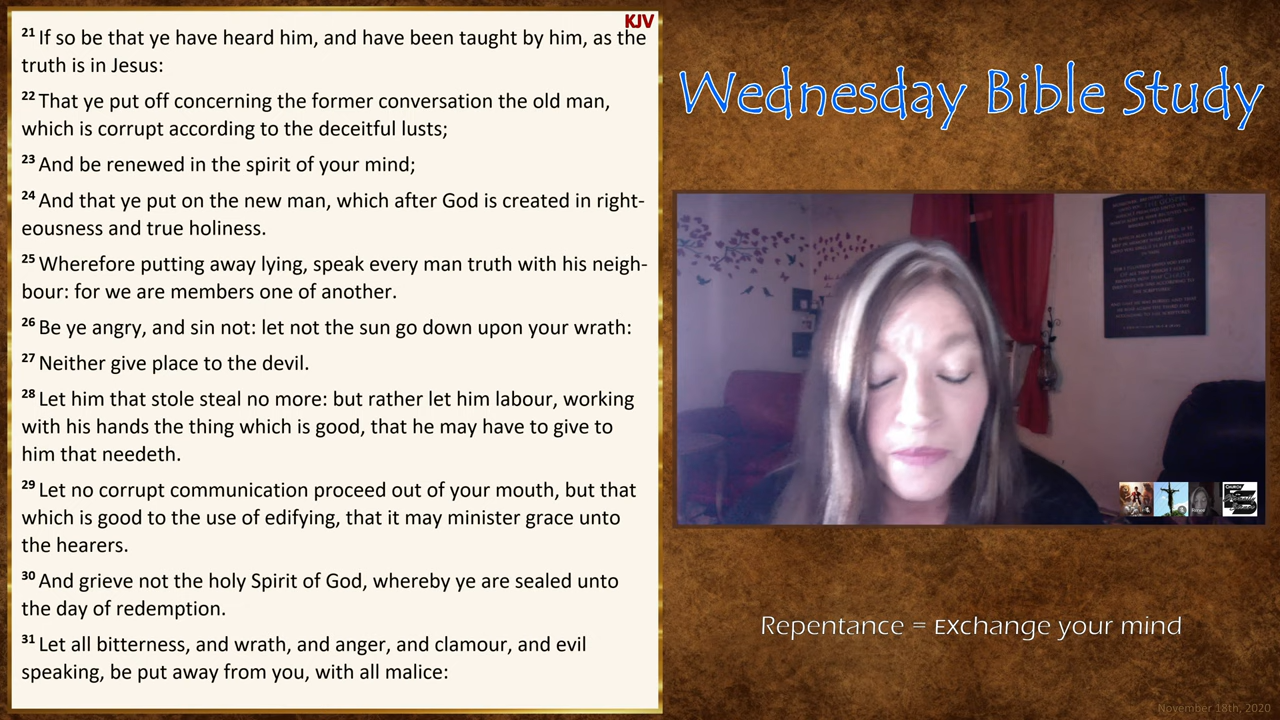 KJV
21 If so be that ye have heard him, and have been taught by him, as the
truth is in Jesus:
22 That ye put off concerning the former conversation the old man,
which is corrupt according to the deceitful lusts;
23 And be renewed in the spirit of your mind;
24 And that ye put on the new man, which after God is created in right-
eousness and true holiness.
25 Wherefore putting away lying, speak every man truth with his neigh-
bour: for we are members one of another.
26 Be ye angry, and sin not: let not the sun go down upon your wrath:
27 Neither give place to the devil.
28 Let him that stole steal no more: but rather let him labour, working
with his hands the thing which is good, that he may have to give to
him that needeth.
29 Let no corrupt communication proceed out of your mouth, but that
which is good to the use of edifying, that it may minister grace unto
the hearers.
30 And grieve not the holy Spirit of God, whereby ye are sealed unto
the day of redemption.
31 Let all bitterness, and wrath, and anger, and clamour, and evil
speaking, be put away from you, with all malice:
Wednesday Bible Study
Repentance = EXchange your mind
November 18th, 2020